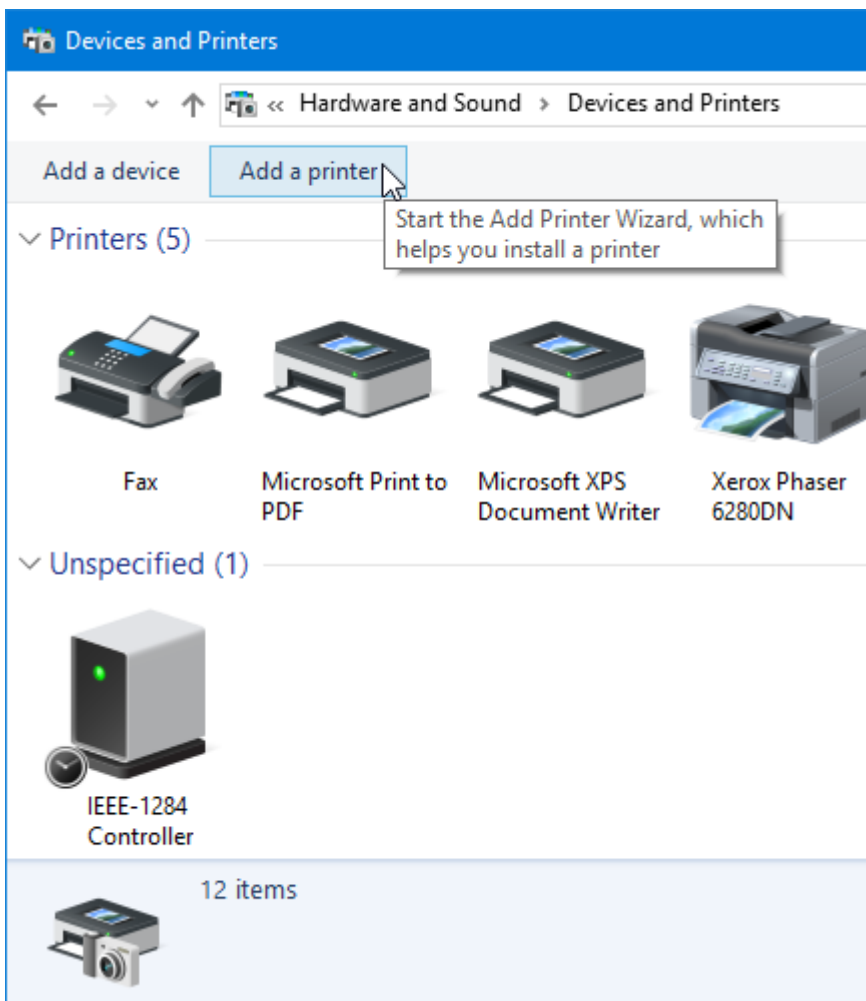 Devices and Printers
« Hardware and Sound > Devices and Printers
Add a device Add a printer
Start the Add Printer Wizard, which
helps you install a printer
Printers (5)
Fax
Microsoft Print to
PDF
Microsoft XPS
Document Writer
Xerox Phaser
6280DN
Unspecified (1)
IEEE-1284
Controller
12 items